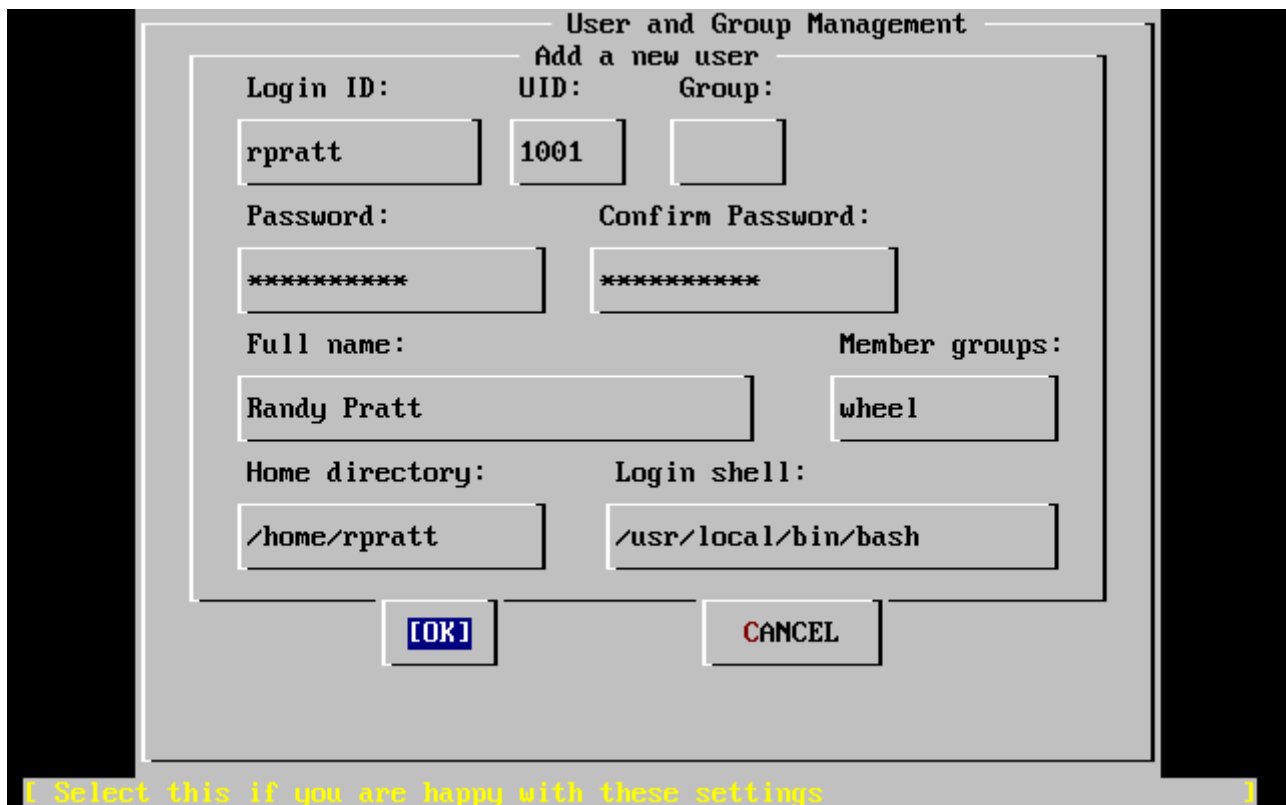 User and Group Management
Add a new user
Login ID: UID: Group:
rpratt 1001
Password: Confirm Password:
********** **********
Full name: Member groups:
Randy Pratt wheel
Home directory: Login shell:
/home/rpratt /usr/local/bin/bash
[OK] CANCEL
[ Select this if you are happy with these settings ]